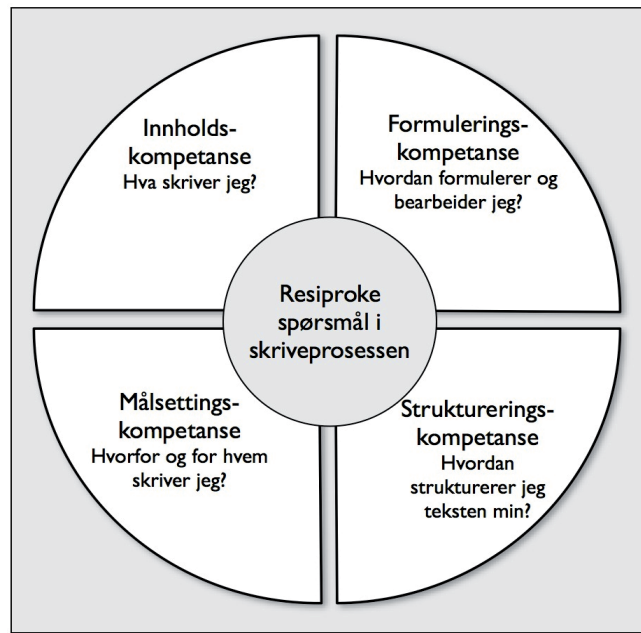 Innholds-
kompetanse
Hva skriver jeg?
Formulerings-
kompetanse
Hvordan formulerer og
bearbeider jeg?
Resiproke
spørsmål i
skriveprosessen
Målsettings-
kompetanse
Hvorfor og for hvem
skriver jeg?
Strukturerings-
kompetanse
Hvordan
strukturerer jeg
teksten min?